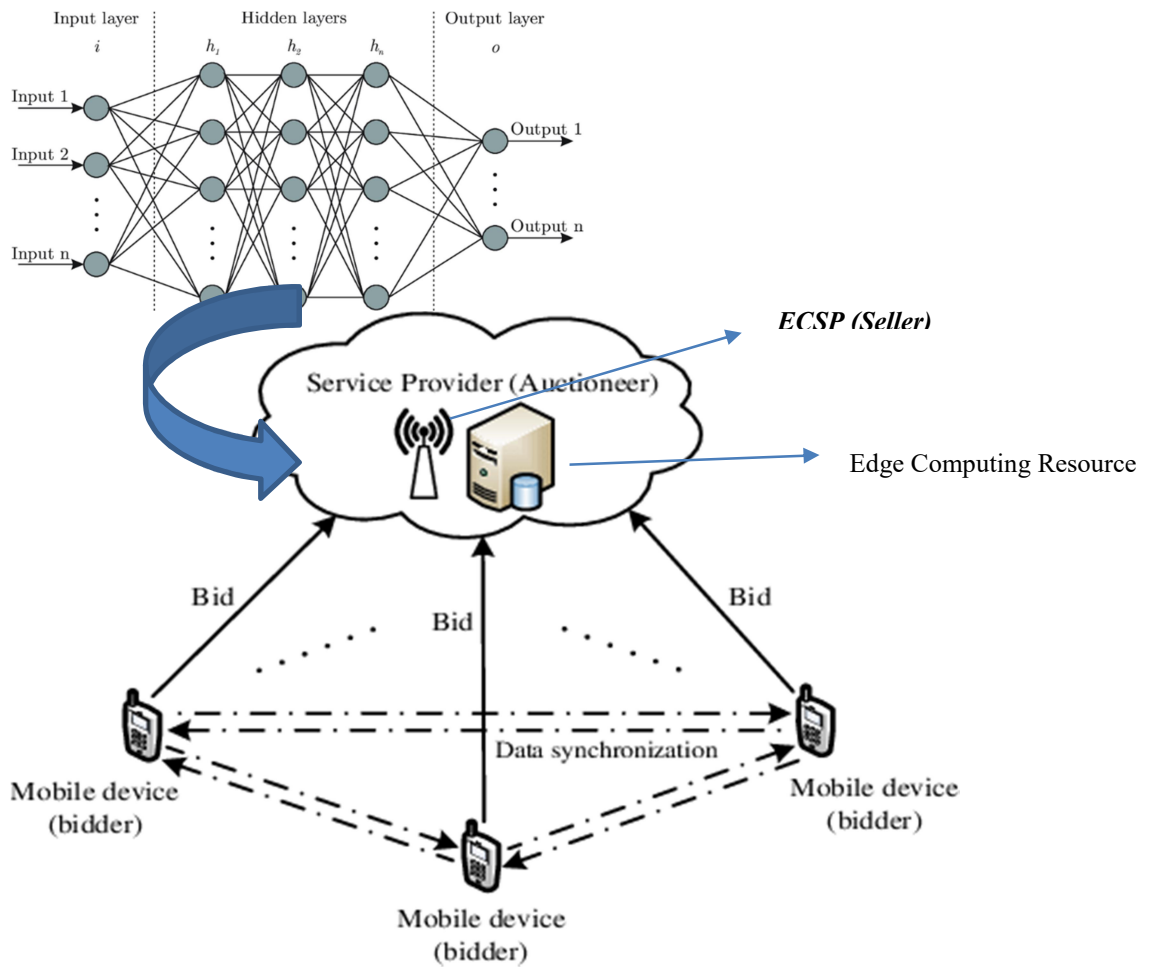 Input layer
Hidden layers
Output layer
i
h1
h2
hn
o
Input 1
Input 2
Input n
Output 1
Output n
ECSP (Seller)
Service Provider (Auctioneer)
Edge Computing Resource
Bid
Bid
Bid
Data synchronization
Mobile device
(bidder)
Mobile device
(bidder)
Mobile device
(bidder)